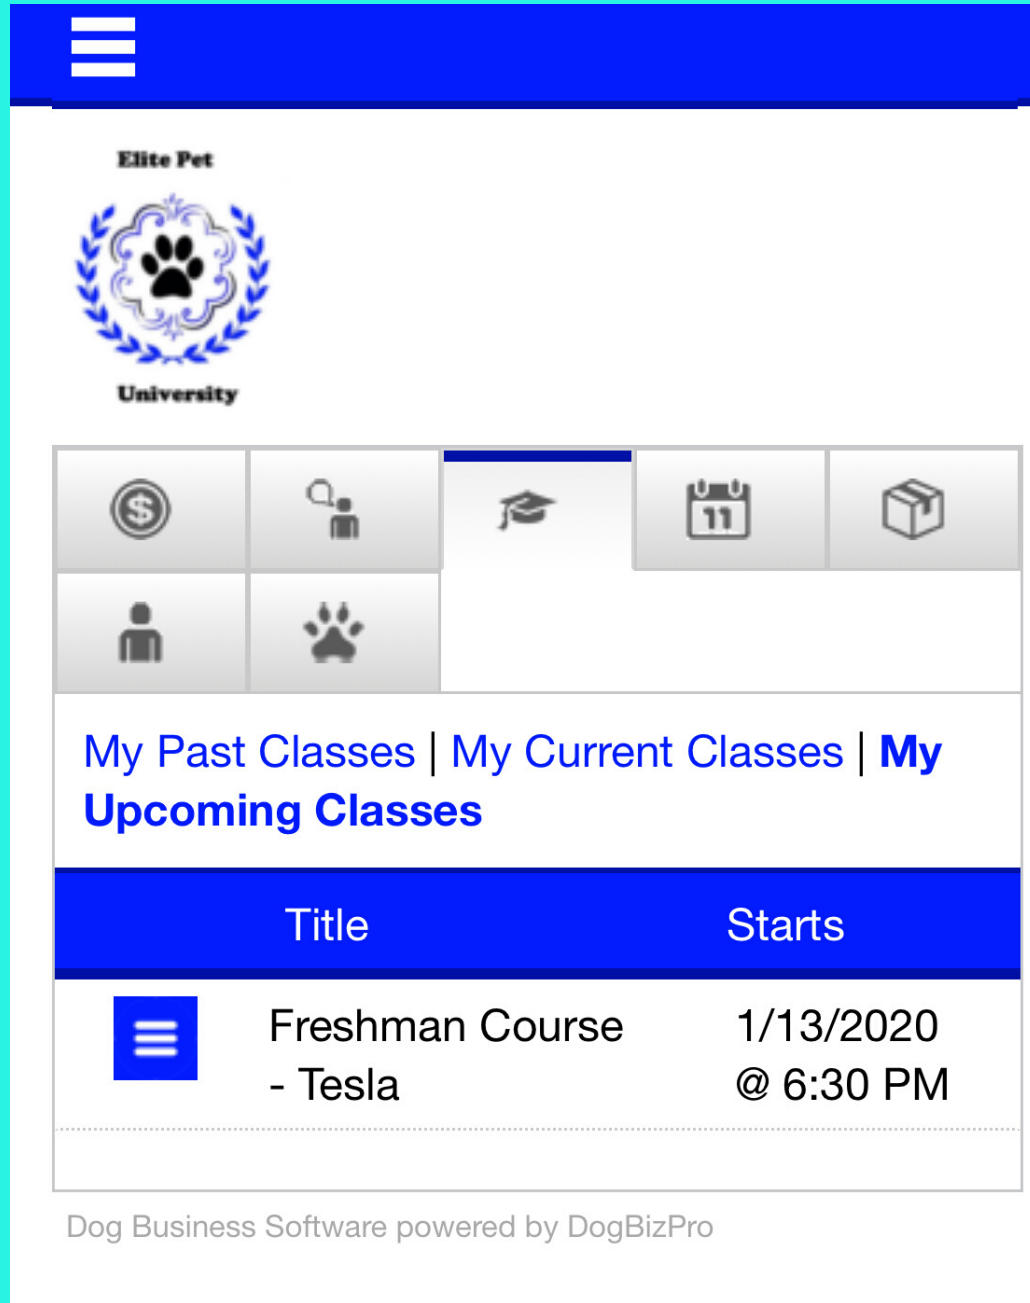 Elite Pet
University
11
My Past Classes | My Current Classes | My
Upcoming Classes
Title Starts
Freshman Course 1/13/2020
- Tesla @ 6:30 PM
Dog Business Software powered by DogBizPro